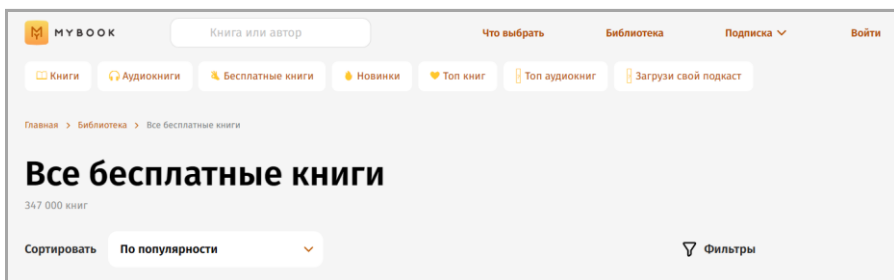 MYBOOK Книга или автор Что выбрать Библиотека Подписка Войти
Книги Аудиокниги Бесплатные книги Новинки Топ книг Топ аудиокниг Загрузи свой подкаст
Главная > Библиотека > Все бесплатные книги
Все бесплатные книги
347 000 книг
Сортировать По популярности Фильтры